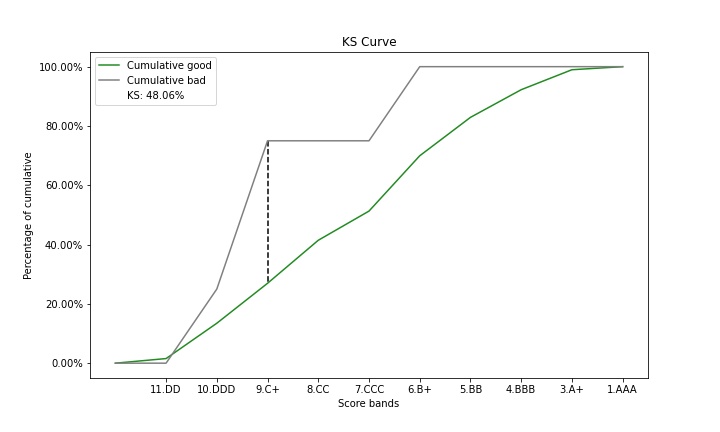 KS Curve
Cumulative good
Cumulative bad
KS: 48.06%
100.00%
80.00%
60.00%
40.00%
20.00%
0.00%
Percentage of cumulative
11.DD 10.DDD 9.C+ 8.CC 7.CCC 6.B+ 5.BB 4.BBB 3.A+ 1.AAA
Score bands